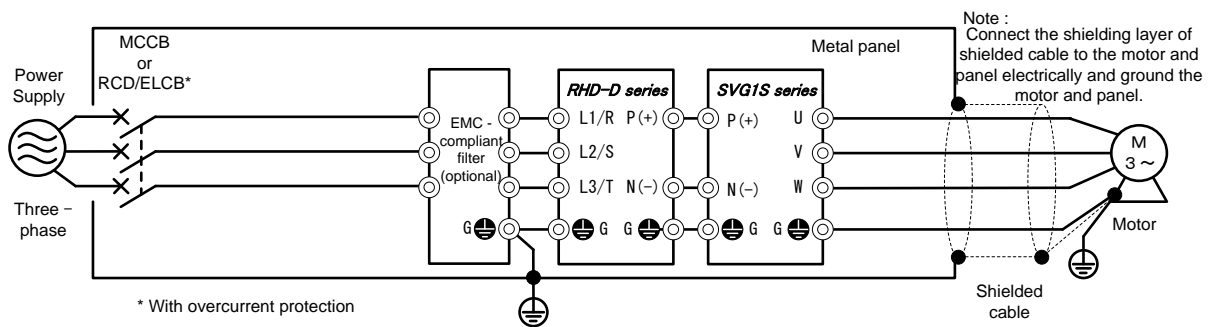 Note :
Connect the shielding layer of
shielded cable to the motor and
panel electrically and ground the
motor and panel.
MCCB
or
RCD/ELCB*
Metal panel
Power
Supply
Three－
phase
EMC -
compliant
filter
(optional)
G
RHD-D series
L1/R P(+)
L2/S
L3/T N(-)
G G
SVG1S series
P(+) U
V
N(-) W
G G
M
3～
Motor
Shielded
cable
* With overcurrent protection